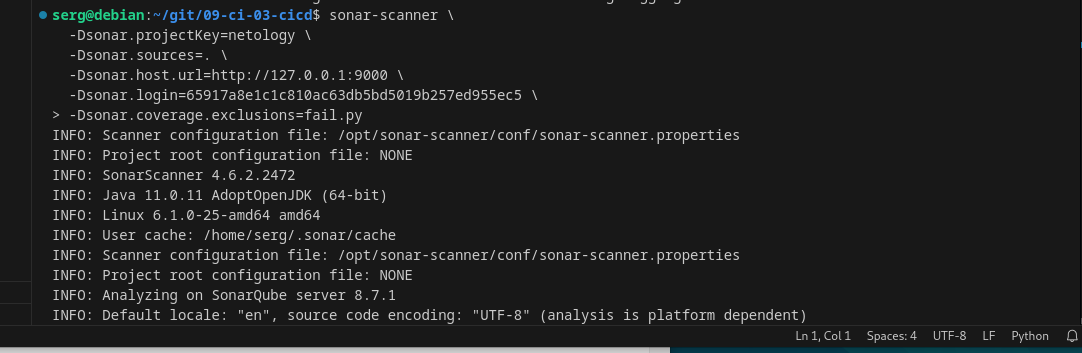 serg@debian:~/git/09-ci-03-cicd$ sonar-scanner \
  -Dsonar.projectKey=netology \
  -Dsonar.sources=. \
  -Dsonar.host.url=http://127.0.0.1:9000 \
  -Dsonar.login=65917a8e1c1c810ac63db5bd5019b257ed955ec5 \
> -Dsonar.coverage.exclusions=fail.py
INFO: Scanner configuration file: /opt/sonar-scanner/conf/sonar-scanner.properties
INFO: Project root configuration file: NONE
INFO: SonarScanner 4.6.2.2472
INFO: Java 11.0.11 AdoptOpenJDK (64-bit)
INFO: Linux 6.1.0-25-amd64 amd64
INFO: User cache: /home/serg/.sonar/cache
INFO: Scanner configuration file: /opt/sonar-scanner/conf/sonar-scanner.properties
INFO: Project root configuration file: NONE
INFO: Analyzing on SonarQube server 8.7.1
INFO: Default locale: "en", source code encoding: "UTF-8" (analysis is platform dependent)
Ln 1, Col 1 Spaces: 4 UTF-8 LF Python